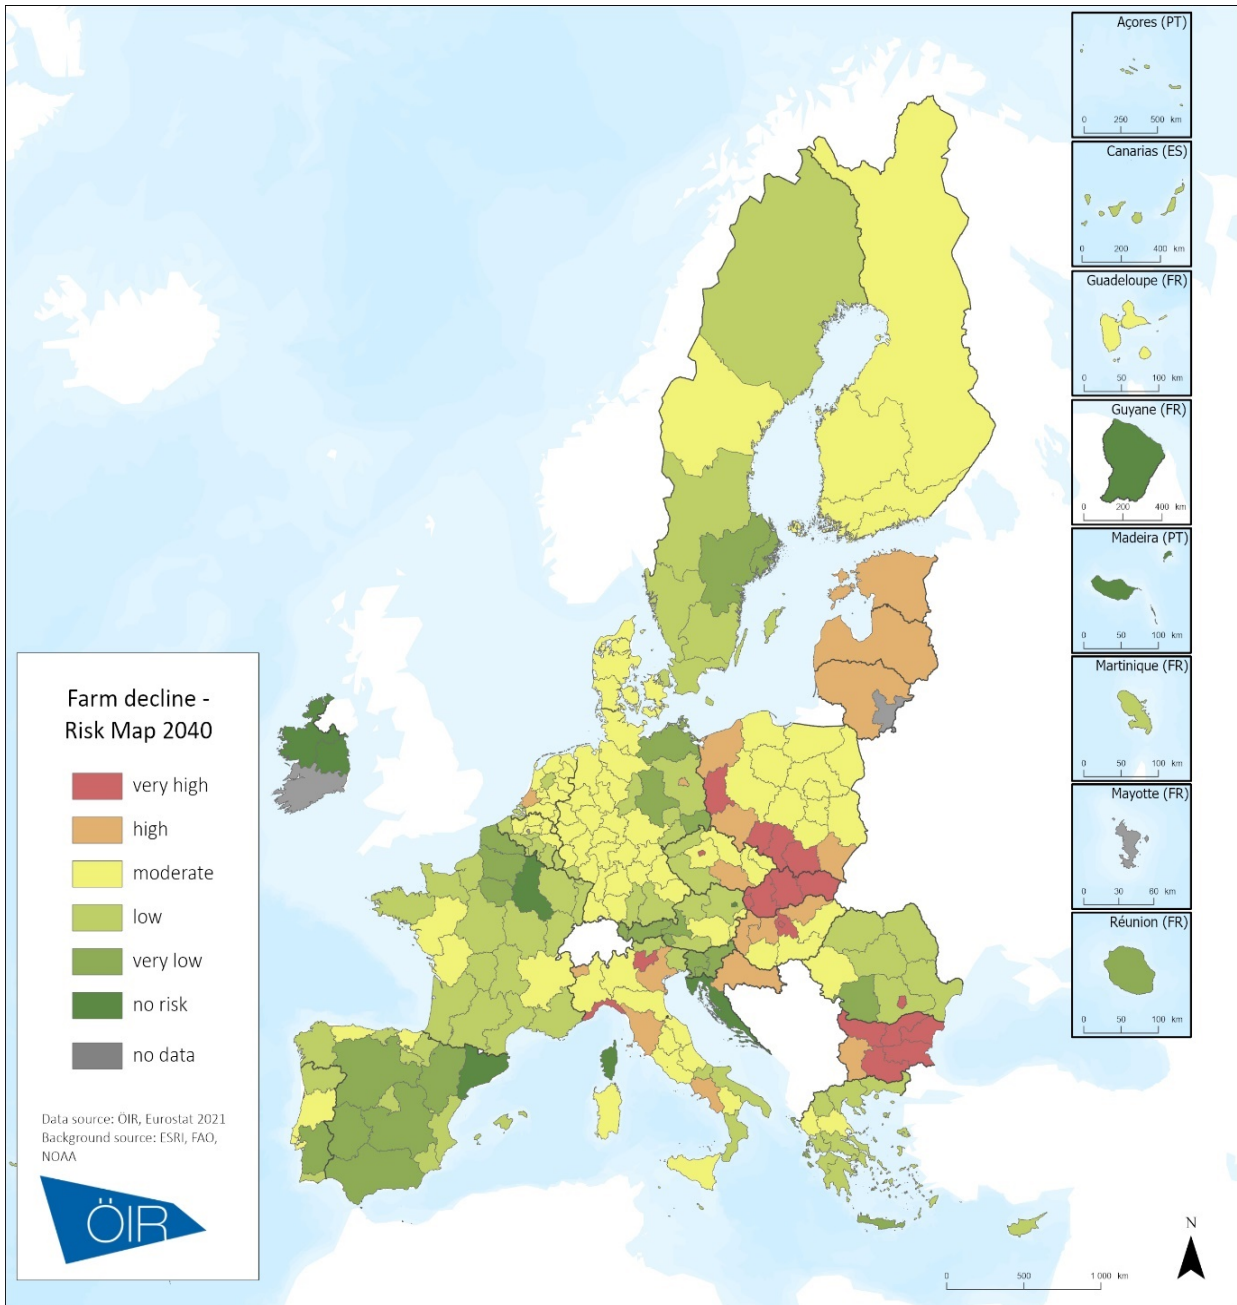 Farm decline -
Risk Map 2040
very high
high
moderate
low
very low
no risk
no data
Data source: ÖIR, Eurostat 2021
Background source: ESRI, FAO,
NOAA
ÖIR
Açores (PT)
0 250 500 km
Canarias (ES)
0 200 400 km
Guadeloupe (FR)
0 50 100 km
Guyane (FR)
0 200 400 km
Madeira (PT)
0 50 100 km
Martinique (FR)
0 50 100 km
Mayotte (FR)
0 30 60 km
Réunion (FR)
0 50 100 km
N
0 500 1 000 km